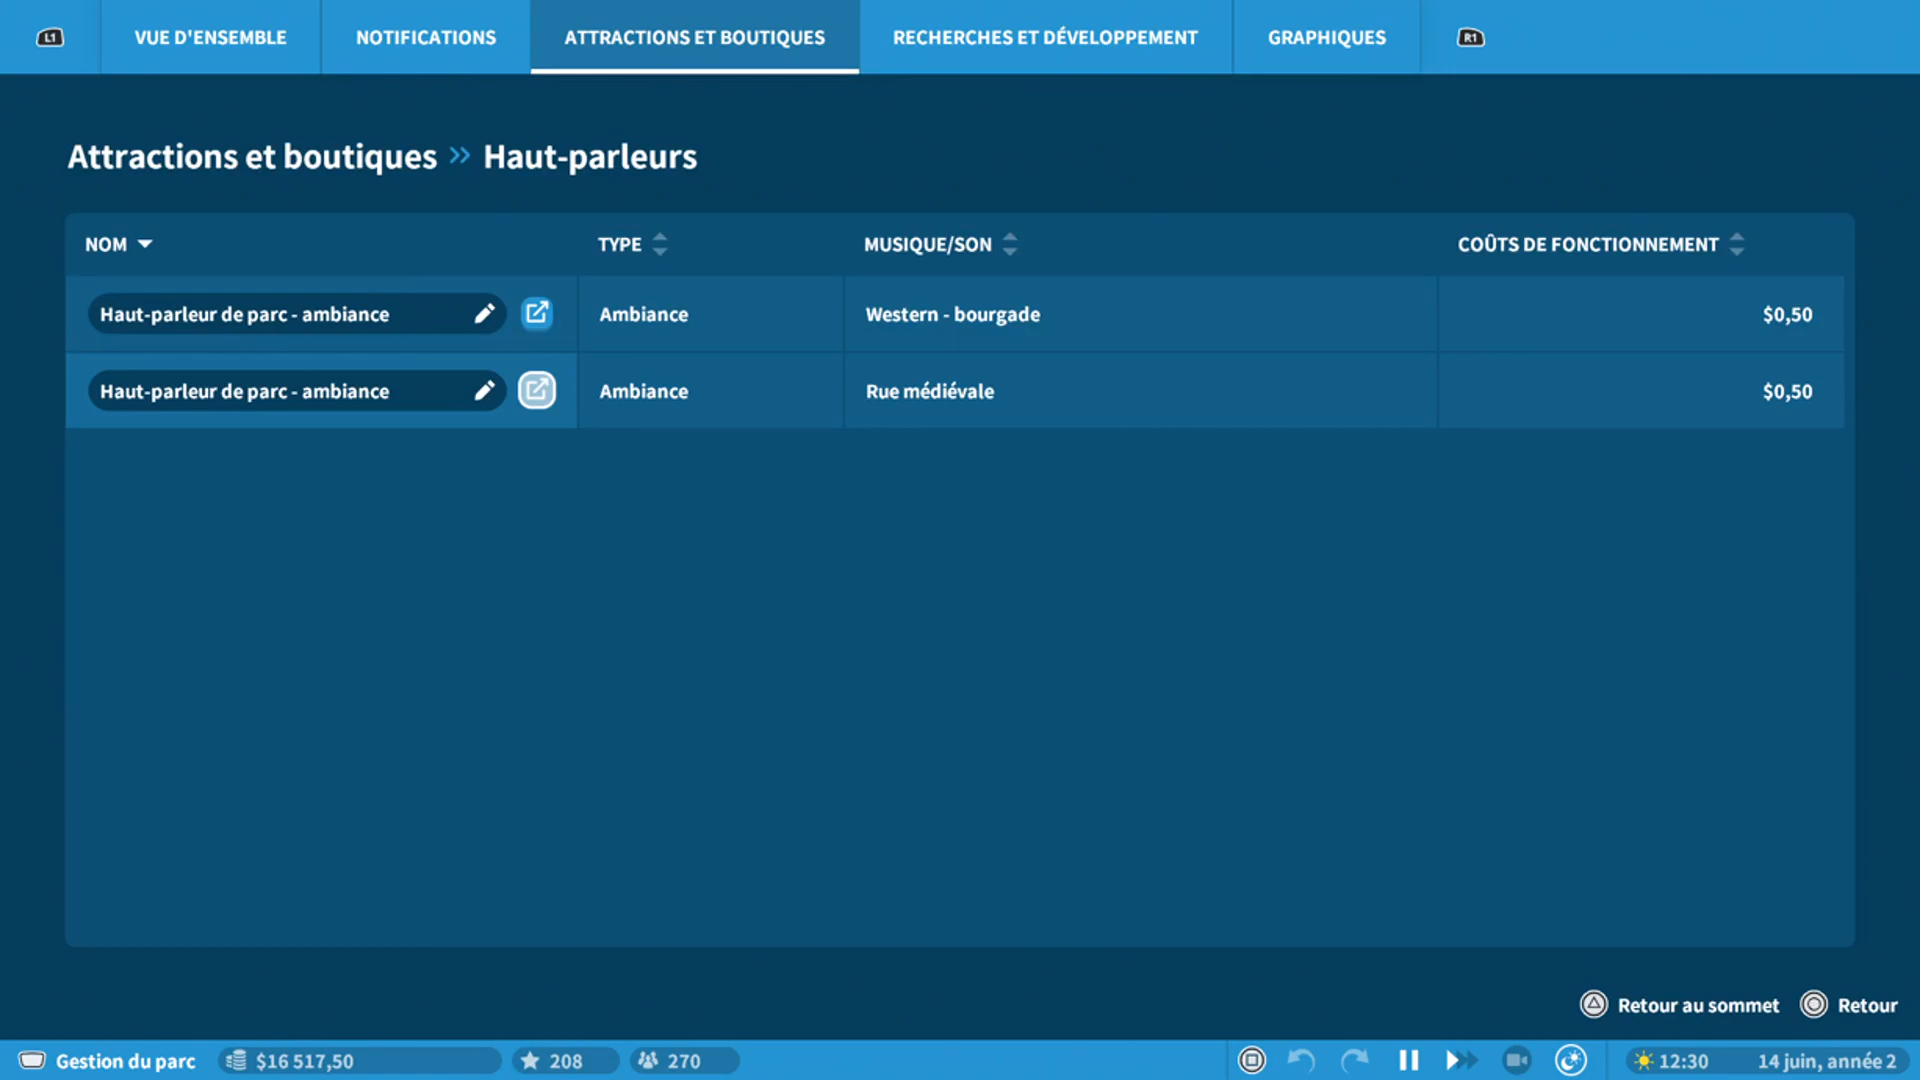 L1 VUE D'ENSEMBLE NOTIFICATIONS ATTRACTIONS ET BOUTIQUES RECHERCHES ET DÉVELOPPEMENT GRAPHIQUES R1
Attractions et boutiques » Haut-parleurs
NOM TYPE MUSIQUE/SON COÛTS DE FONCTIONNEMENT
Haut-parleur de parc - ambiance Ambiance Western - bourgade $0,50
Haut-parleur de parc - ambiance Ambiance Rue médiévale $0,50
Retour au sommet Retour
Gestion du parc $16 517,50 208 270 12:30 14 juin, année 2